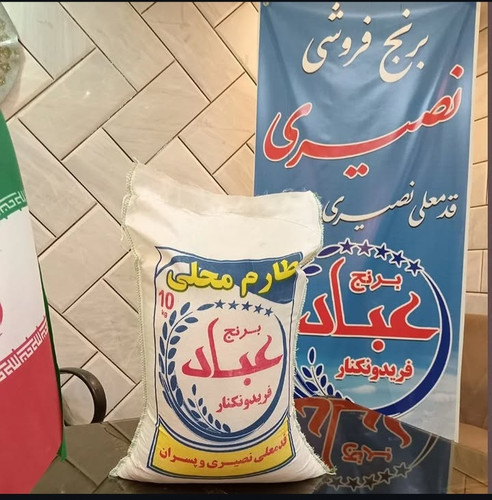 برنج فروشی
نصیری
قدمعلی نصیری
برنج
عباد
فریدونکنار
طارم محلی
10
KG
برنج
عباد
فریدونکنار
قدمعلی نصیری و پسران